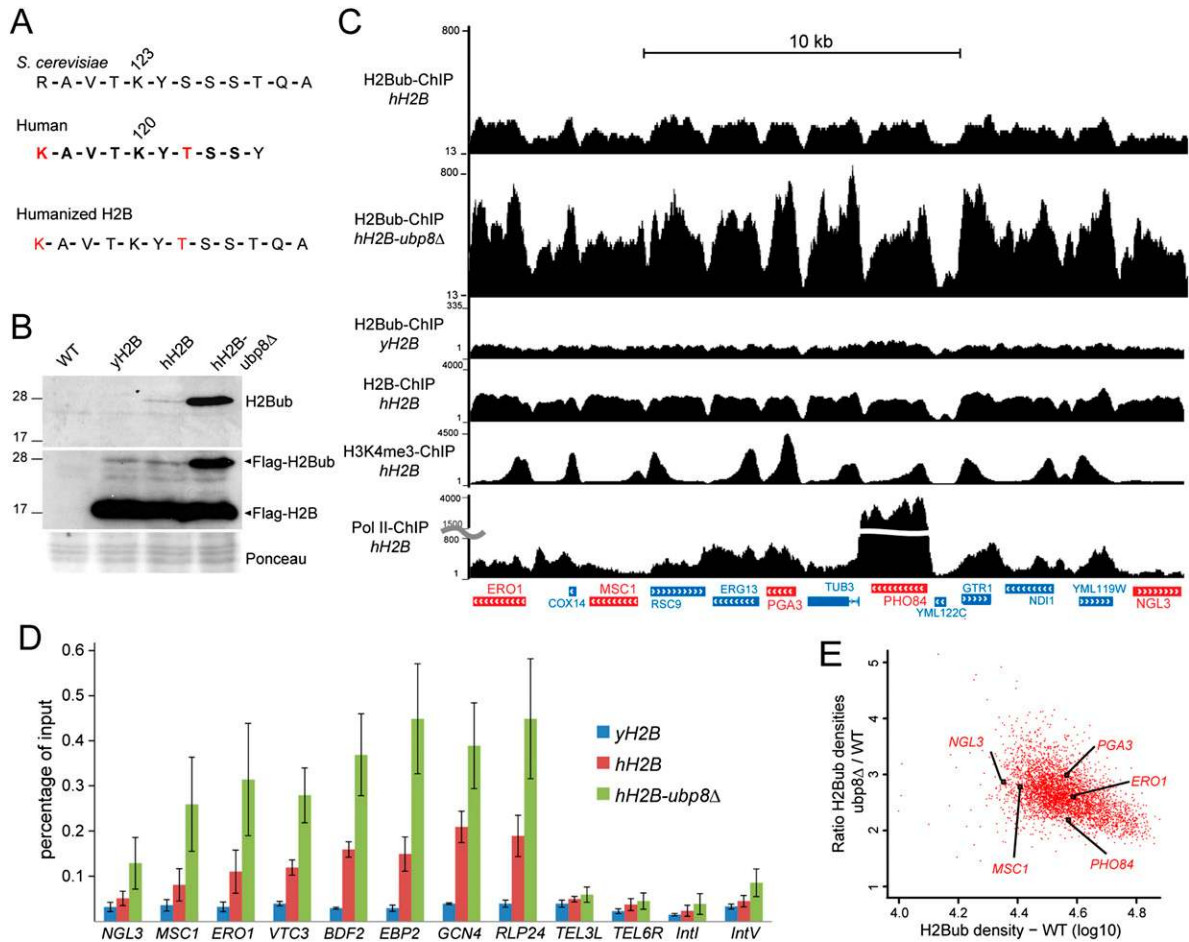 A
S. cerevisiae
123
R-A-V-T-K-Y-S-S-S-T-Q-A
Human
120
K-A-V-T-K-Y-T-S-S-Y
Humanized H2B
K-A-V-T-K-Y-T-S-S-T-Q-A
B
WT
yH2B
hH2B
hH2B-
ubp8Δ
28
H2Bub
17
28
Flag-H2Bub
17
Flag-H2B
Ponceau
C
800
10 kb
H2Bub-ChIP
hH2B
13
800
H2Bub-ChIP
hH2B-ubp8Δ
13
335
H2Bub-ChIP
yH2B
1
4000
H2B-ChIP
hH2B
1
4500
H3K4me3-ChIP
hH2B
1
4000
1500
Pol II-ChIP
hH2B
800
1
ERO1
COX14
MSC1
RSC9
ERG13
PGA3
TUB3
PHO84
YML122C
GTR1
NDI1
YML119W
NGL3
D
percentage of input
0.6
0.5
0.4
0.3
0.2
0.1
yH2B
hH2B
hH2B-ubp8Δ
NGL3 MSC1 ERO1 VTC3 BDF2 EBP2 GCN4 RLP24 TEL3L TEL6R IntI IntV
E
Ratio H2Bub densities
ubp8Δ / WT
5
4
3
2
1
NGL3
PGA3
ERO1
MSC1
PHO84
4.0 4.2 4.4 4.6 4.8
H2Bub density − WT (log10)